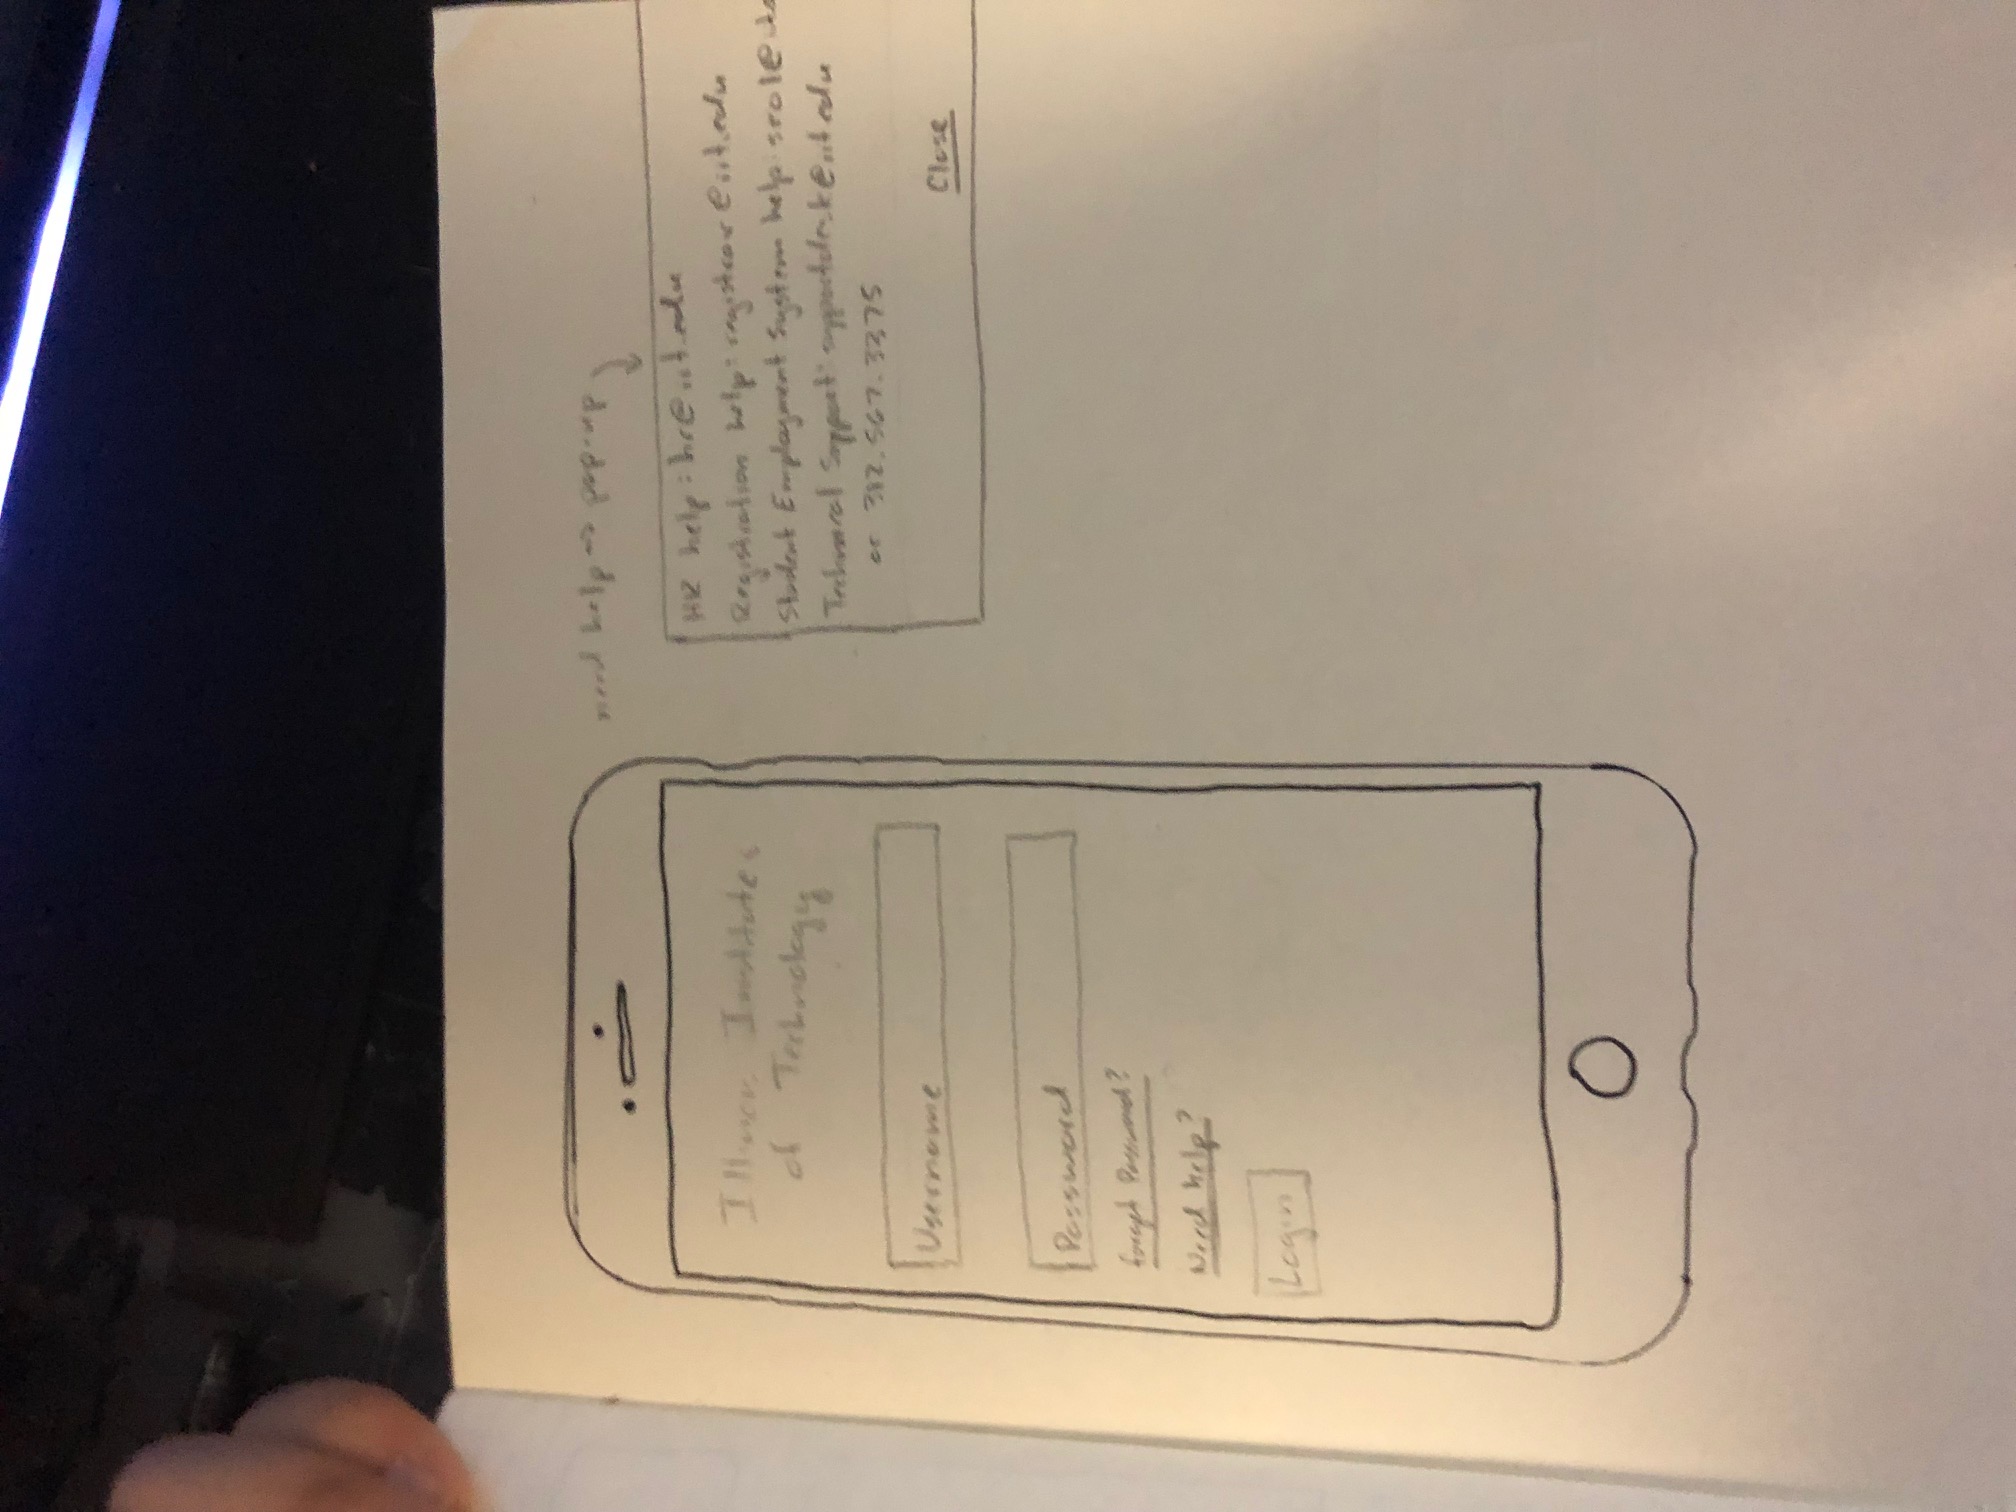 Illinois Institute
of Technology
Username
Password
forgot Password?
Need help?
Login
need help → pop-up
HR help: hr@iit.edu
Registration help: registrar@iit.edu
Student Employment System help:
Technical Support: supportdesk@iit.edu
or 312.567.3375
Close